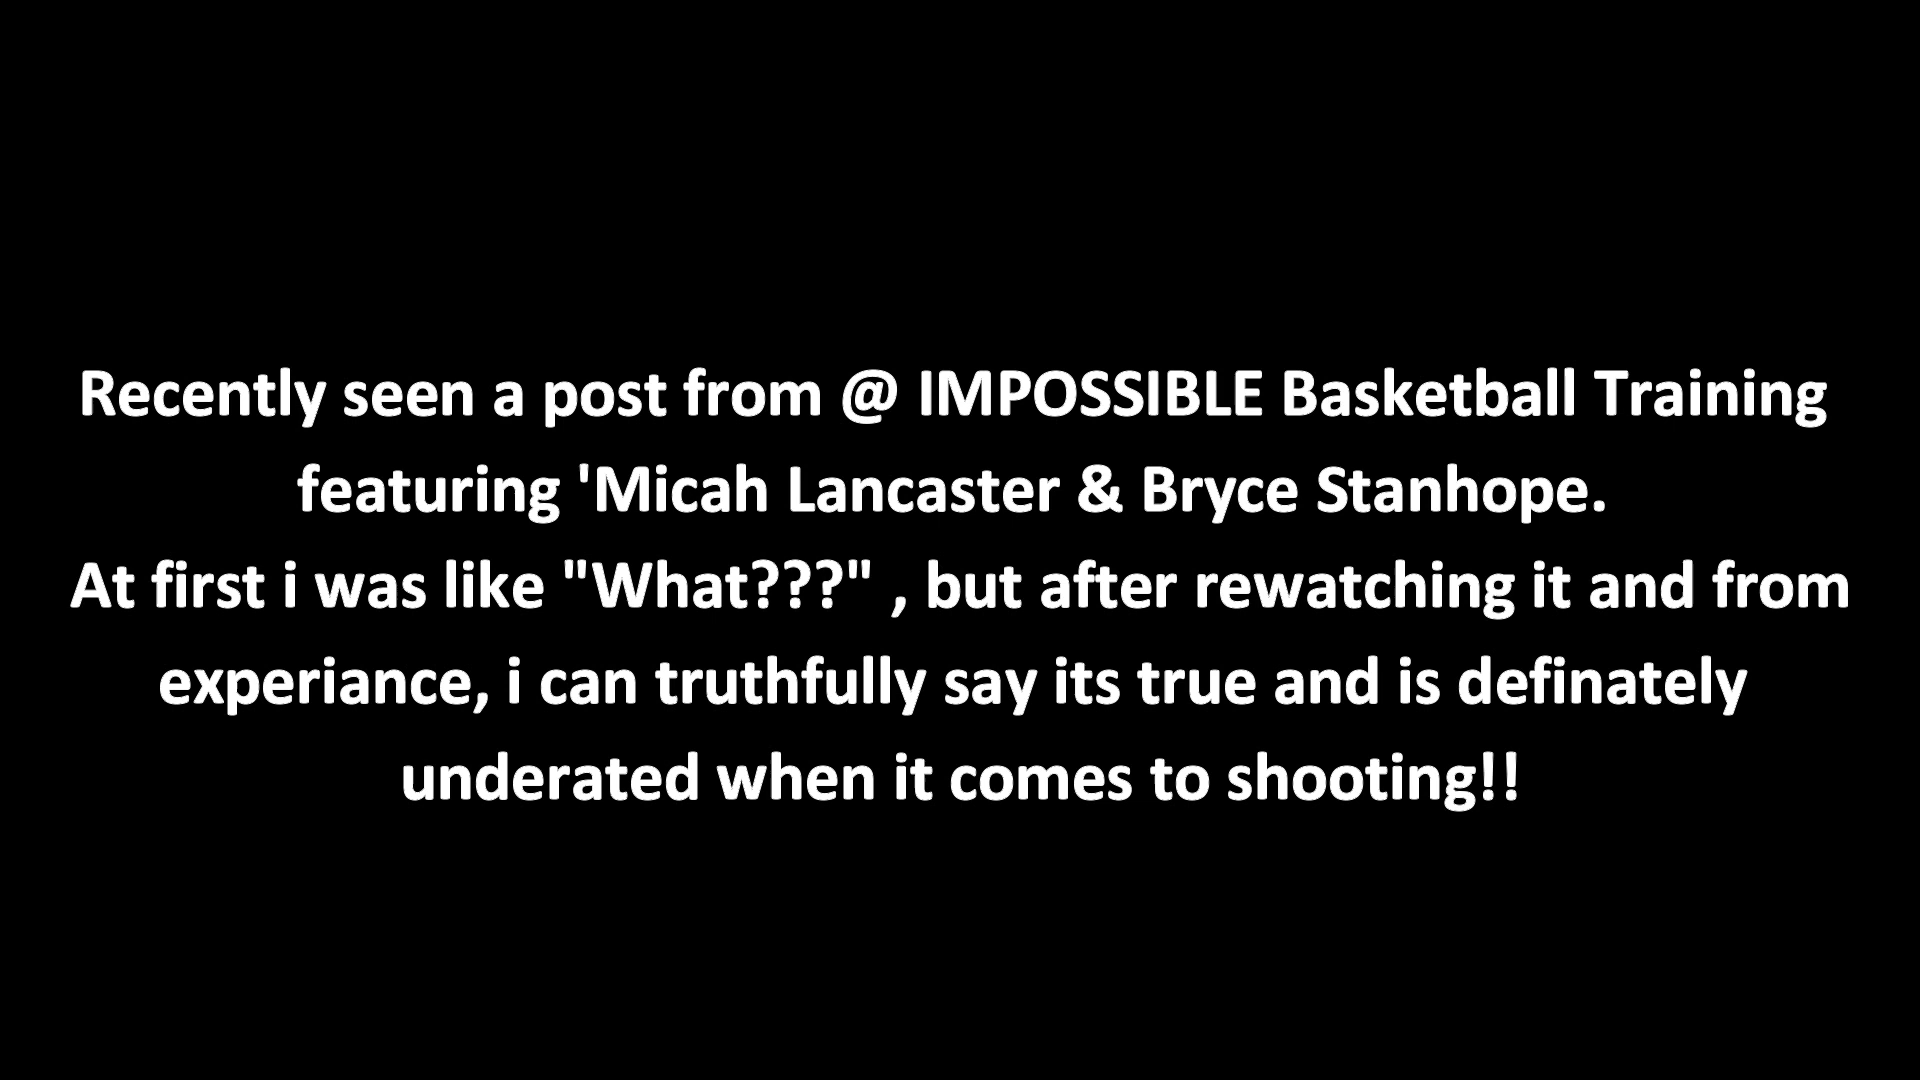 Recently seen a post from @ IMPOSSIBLE Basketball Training
featuring 'Micah Lancaster & Bryce Stanhope.
At first i was like "What???" , but after rewatching it and from
experiance, i can truthfully say its true and is definately
underated when it comes to shooting!!